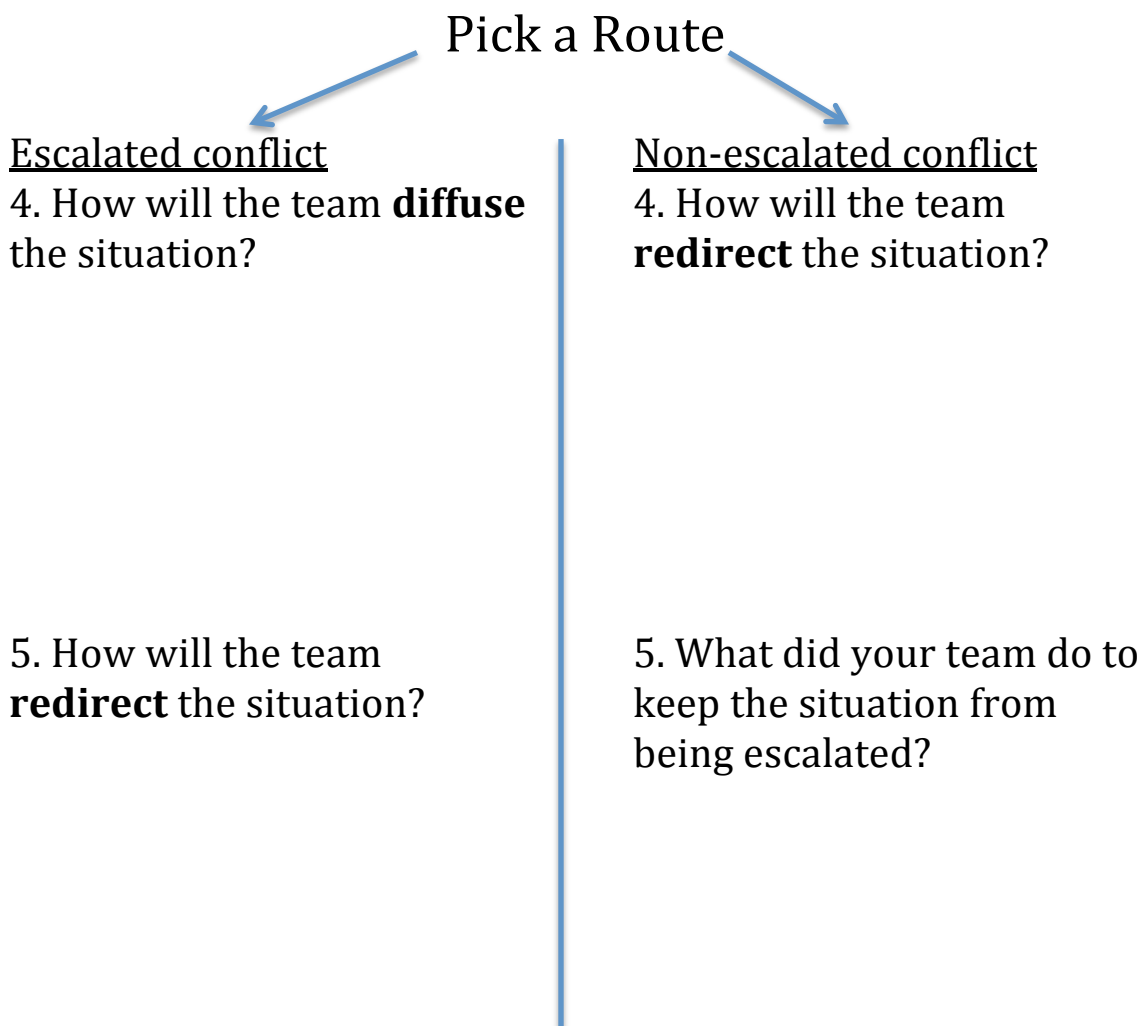 Pick a Route
Escalated conflict
4. How will the team diffuse
the situation?
5. How will the team
redirect the situation?
Non-escalated conflict
4. How will the team
redirect the situation?
5. What did your team do to
keep the situation from
being escalated?